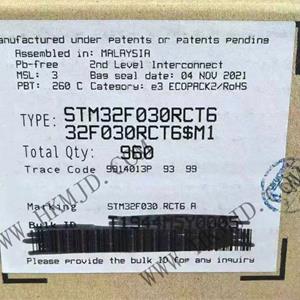 Manufactured under patents or patents pending
Assembled in: MALAYSIA
Pb-free 2nd Level Interconnect
MSL: 3 Bag seal date: 04 NOV 2021
PBT: 260 C Category: e3 ECOPACK2/RoHS
TYPE: STM32F030RCT6
32F030RCT6$M1
Total Qty: 960
Trace Code 9914013P 93 99
Marking STM32F030 RCT6 A
Bulk ID
Please provide the bulk ID for any inquiry